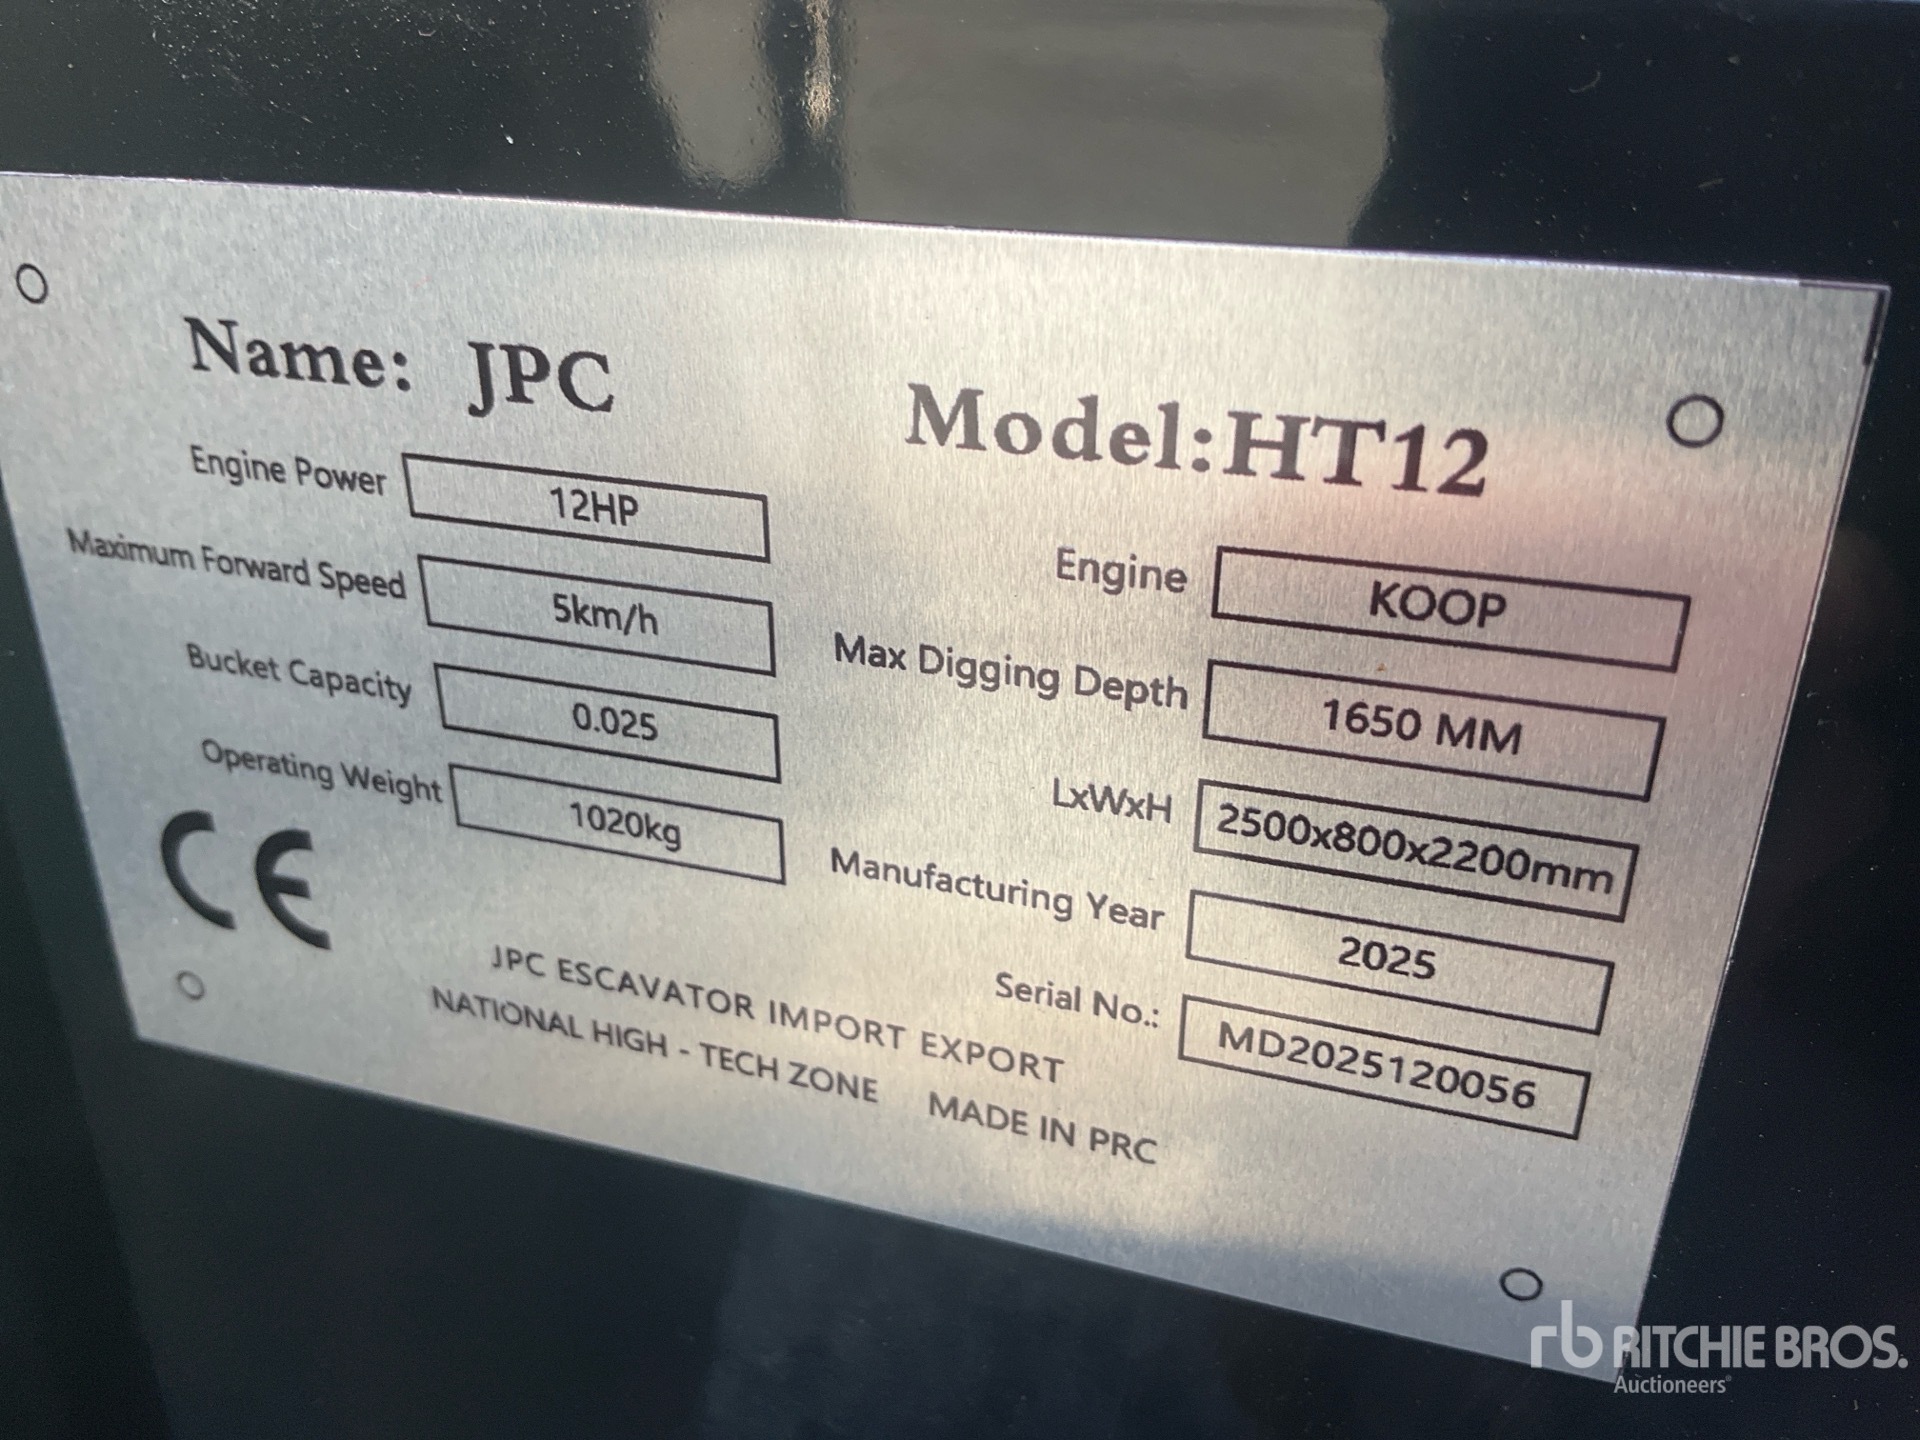 Name: JPC
Model:HT12
Engine Power 12HP
Maximum Forward Speed 5km/h
Bucket Capacity 0.025
Operating Weight 1020kg
Engine KOOP
Max Digging Depth 1650 MM
LxWxH 2500x800x2200mm
Manufacturing Year 2025
Serial No.: MD2025120056
CE
JPC ESCAVATOR IMPORT EXPORT
NATIONAL HIGH - TECH ZONE MADE IN PRC
rb RITCHIE BROS.
Auctioneers®